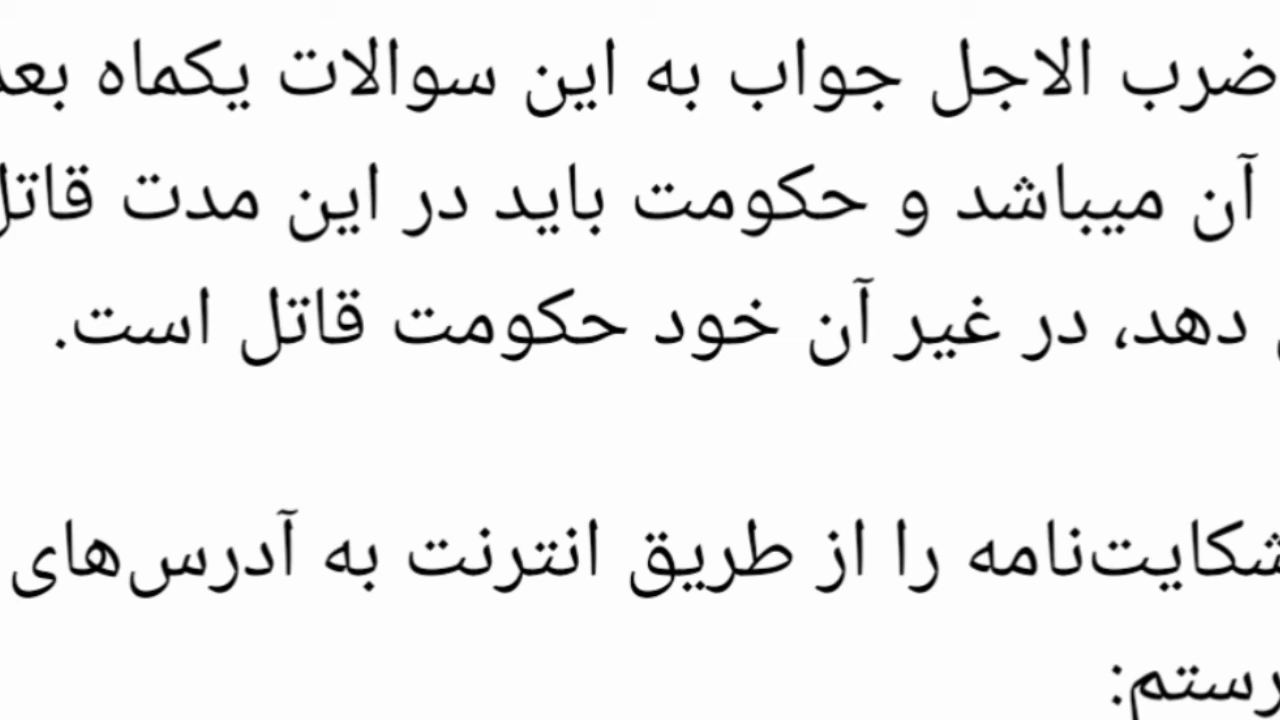 ضرب الاجل جواب به این سوالات یکماه بعد
آن میباشد و حکومت باید در این مدت قاتل
دهد، در غیر آن خود حکومت قاتل است.
شکایت‌نامه را از طریق انترنت به آدرس‌های
رستم: